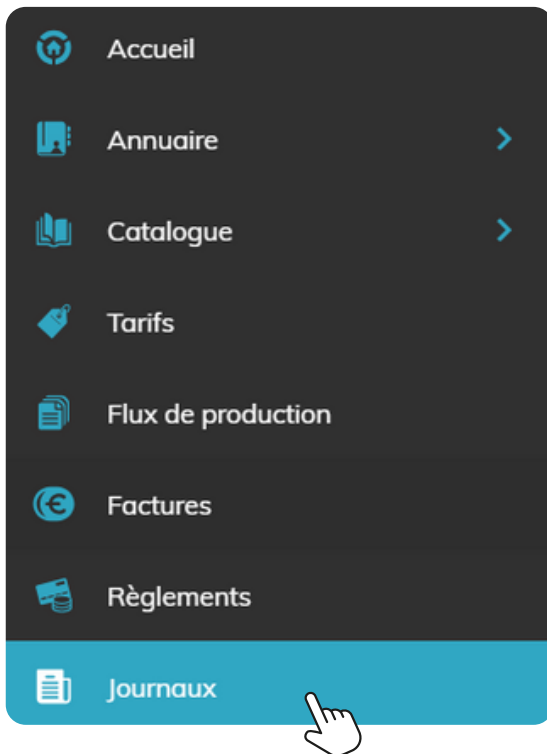 Accueil
Annuaire
Catalogue
Tarifs
Flux de production
Factures
Règlements
Journaux